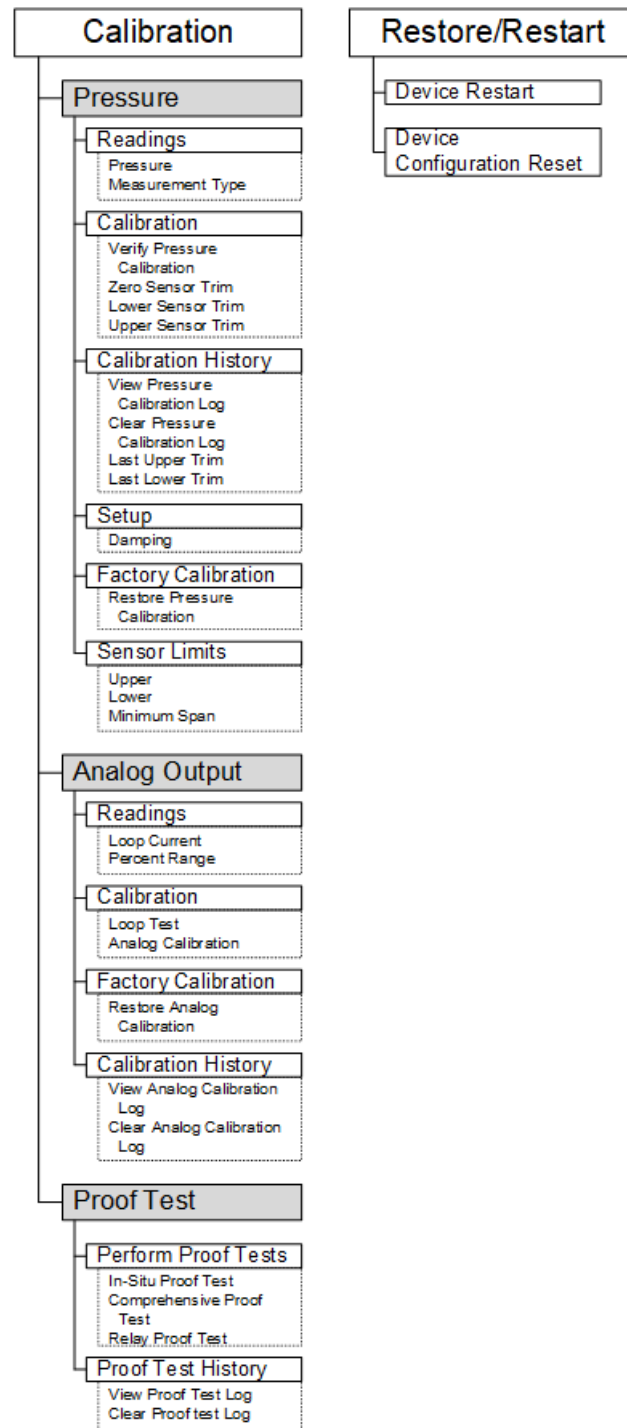 Calibration
Pressure
Readings
Pressure
Measurement Type
Calibration
Verify Pressure
Calibration
Zero Sensor Trim
Lower Sensor Trim
Upper Sensor Trim
Calibration History
View Pressure
Calibration Log
Clear Pressure
Calibration Log
Last Upper Trim
Last Lower Trim
Setup
Damping
Factory Calibration
Restore Pressure
Calibration
Sensor Limits
Upper
Lower
Minimum Span
Analog Output
Readings
Loop Current
Percent Range
Calibration
Loop Test
Analog Calibration
Factory Calibration
Restore Analog
Calibration
Calibration History
View Analog Calibration
Log
Clear Analog Calibration
Log
Proof Test
Perform Proof Tests
In-Situ Proof Test
Comprehensive Proof
Test
Relay Proof Test
Proof Test History
View Proof Test Log
Clear Proof test Log
Restore/Restart
Device Restart
Device
Configuration Reset